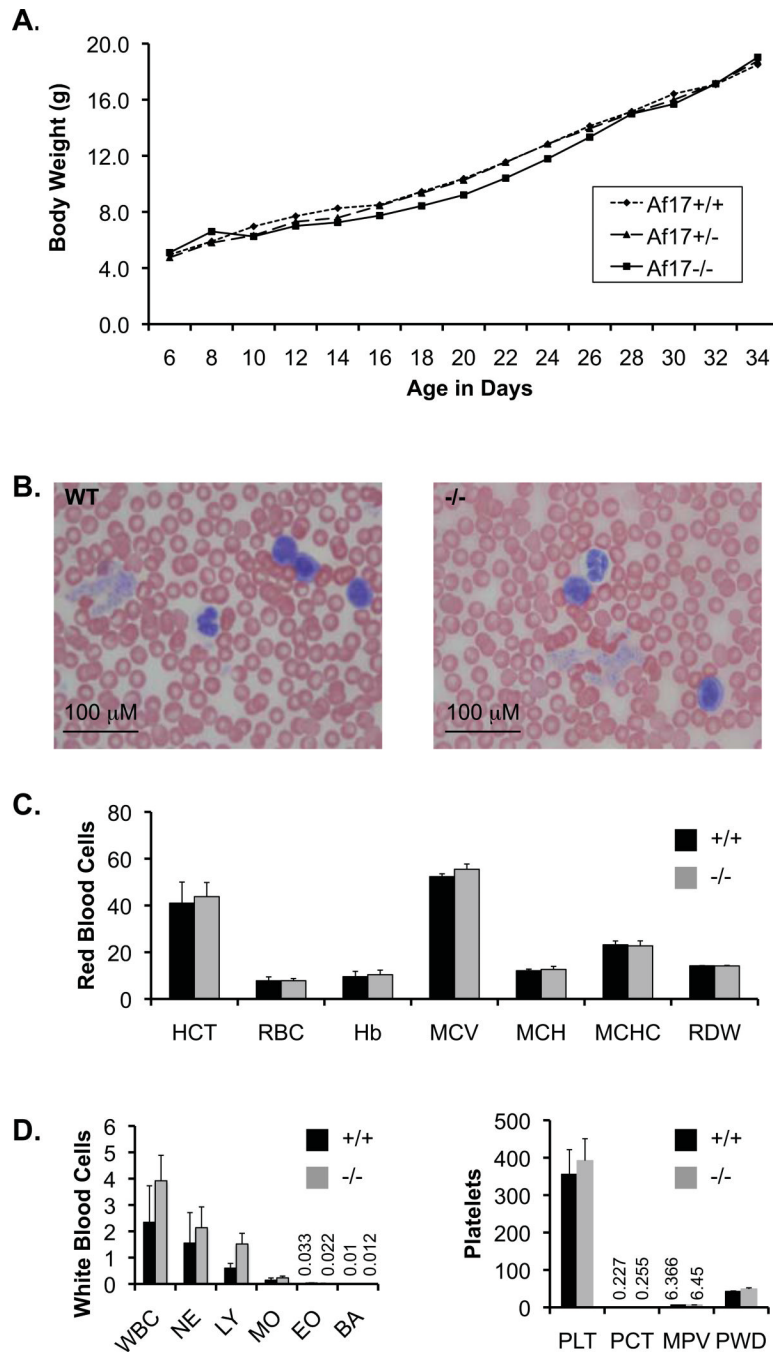 A.
Body Weight (g)
20.0
16.0
12.0
8.0
4.0
0.0
Af17+/+
Af17+/-
Af17-/-
6 8 10 12 14 16 18 20 22 24 26 28 30 32 34
Age in Days
B.
WT
100 μM
-/-
100 μM
C.
Red Blood Cells
80
60
40
20
0
+/+
-/-
HCT RBC Hb MCV MCH MCHC RDW
D.
White Blood Cells
6
5
4
3
2
1
0
+/+
-/-
0.033
0.022
0.01
0.012
WBC NE LY MO EO BA
Platelets
500
400
300
200
100
0
+/+
-/-
0.227
0.255
6.366
6.45
PLT PCT MPV PWD